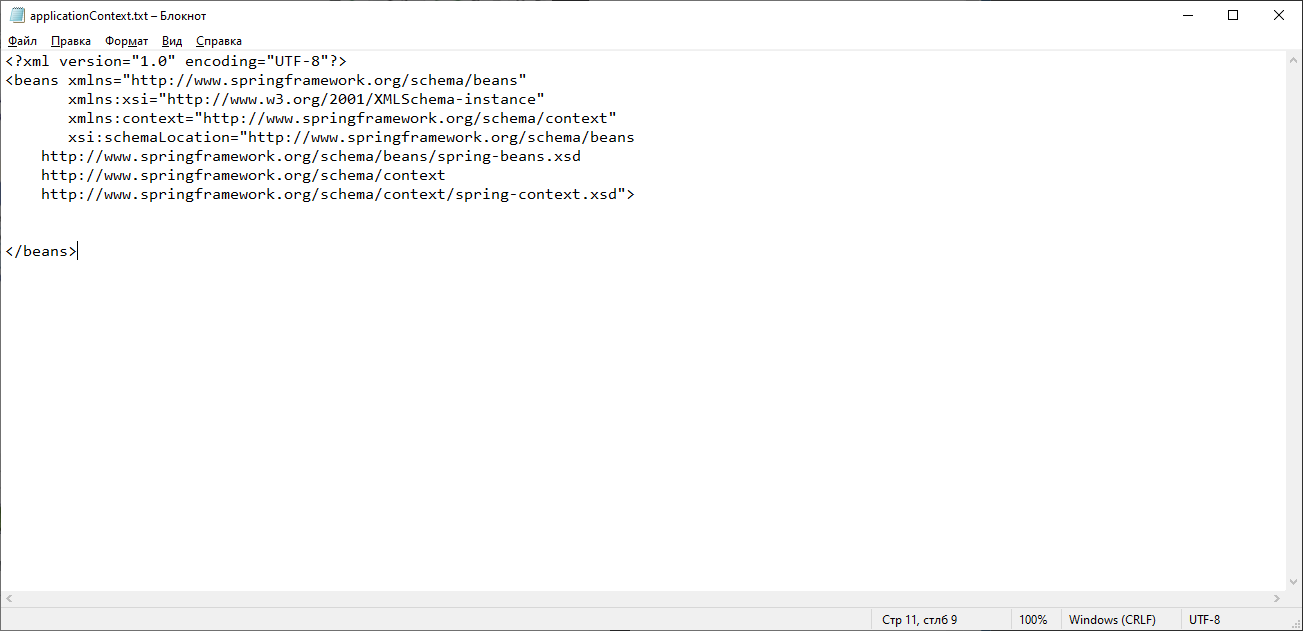 applicationContext.txt – Блокнот
Файл Правка Формат Вид Справка
<?xml version="1.0" encoding="UTF-8"?>
<beans xmlns="http://www.springframework.org/schema/beans"
       xmlns:xsi="http://www.w3.org/2001/XMLSchema-instance"
       xmlns:context="http://www.springframework.org/schema/context"
       xsi:schemaLocation="http://www.springframework.org/schema/beans
    http://www.springframework.org/schema/beans/spring-beans.xsd
    http://www.springframework.org/schema/context
    http://www.springframework.org/schema/context/spring-context.xsd">
</beans>
Стр 11, стлб 9 100% Windows (CRLF) UTF-8